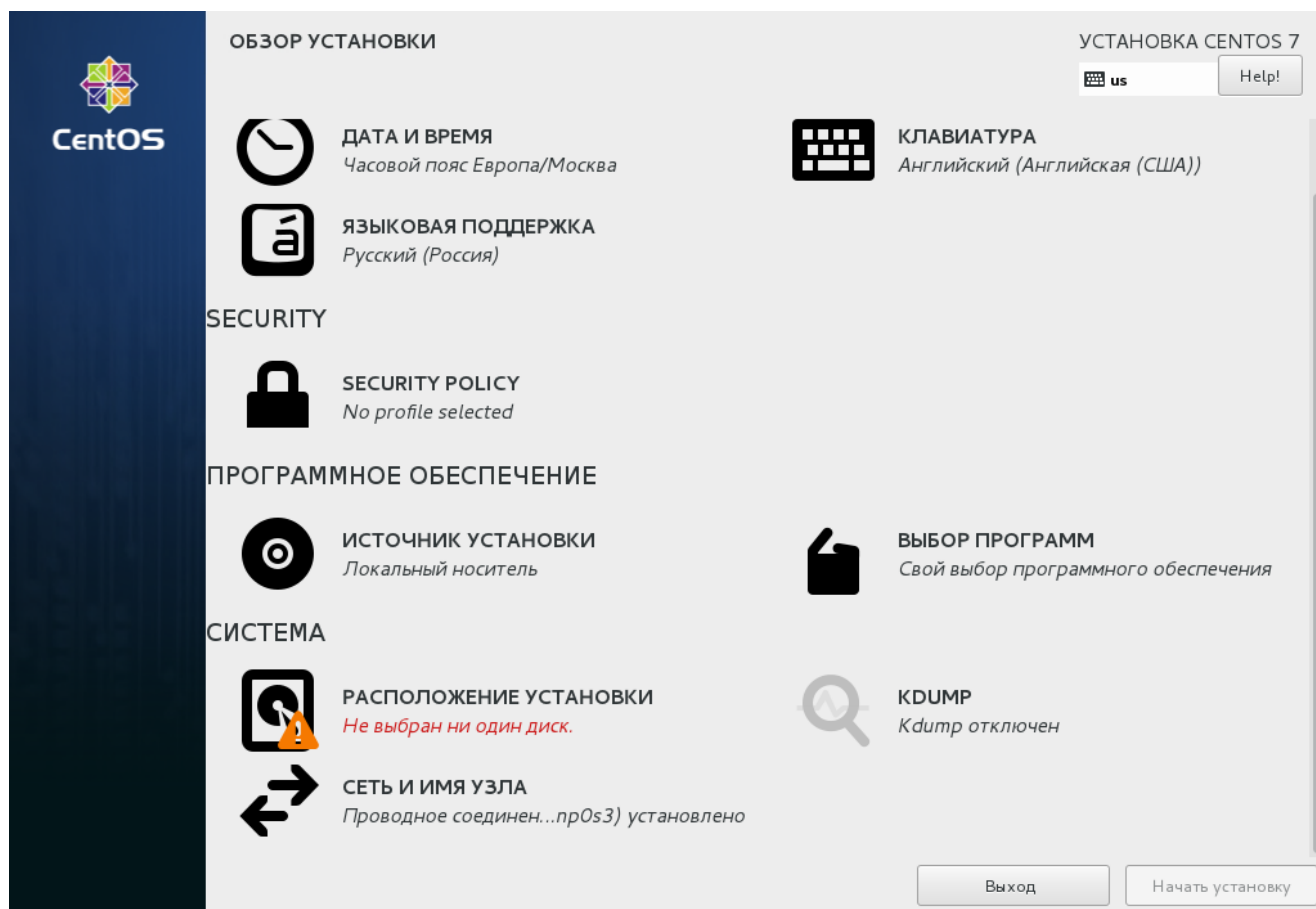 ОБЗОР УСТАНОВКИ
УСТАНОВКА CENTOS 7
us
Help!
CentOS
ДАТА И ВРЕМЯ
Часовой пояс Европа/Москва
КЛАВИАТУРА
Английский (Английская (США))
á
ЯЗЫКОВАЯ ПОДДЕРЖКА
Русский (Россия)
SECURITY
SECURITY POLICY
No profile selected
ПРОГРАММНОЕ ОБЕСПЕЧЕНИЕ
ИСТОЧНИК УСТАНОВКИ
Локальный носитель
ВЫБОР ПРОГРАММ
Свой выбор программного обеспечения
СИСТЕМА
РАСПОЛОЖЕНИЕ УСТАНОВКИ
Не выбран ни один диск.
KDUMP
Kdump отключен
СЕТЬ И ИМЯ УЗЛА
Проводное соединен...np0s3) установлено
Выход
Начать установку